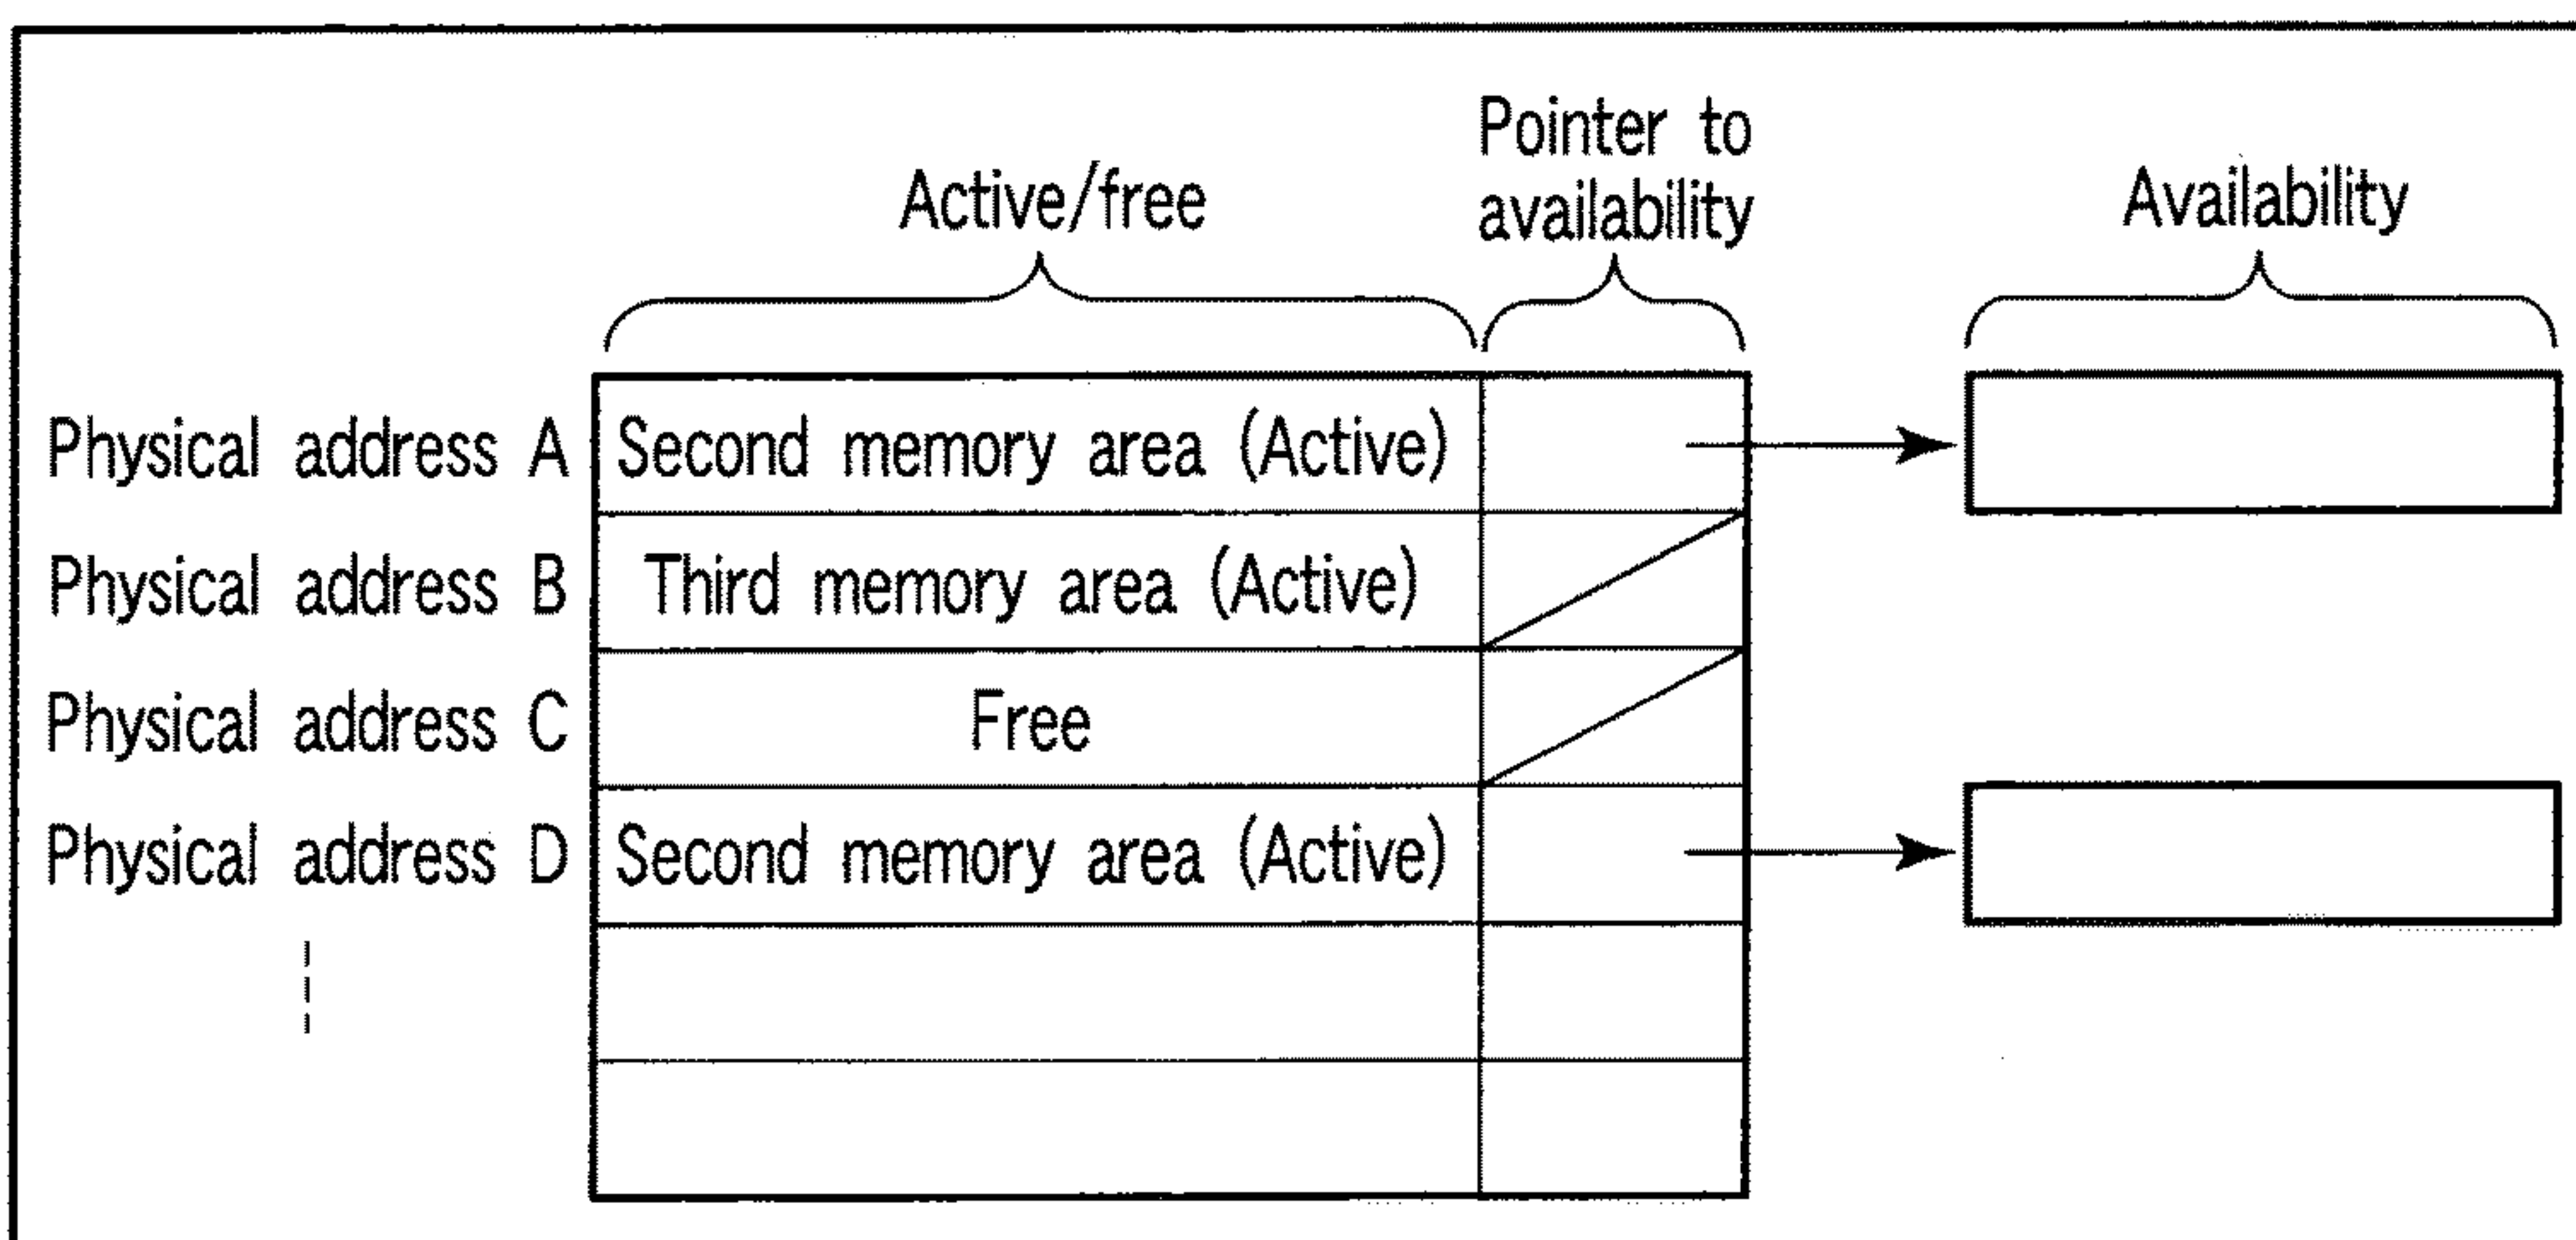 Pointer to
Active/free availability Availability
Physical address A Second memory area (Active)
Physical address B Third memory area (Active)
Physical address C Free
Physical address D Second memory area (Active)